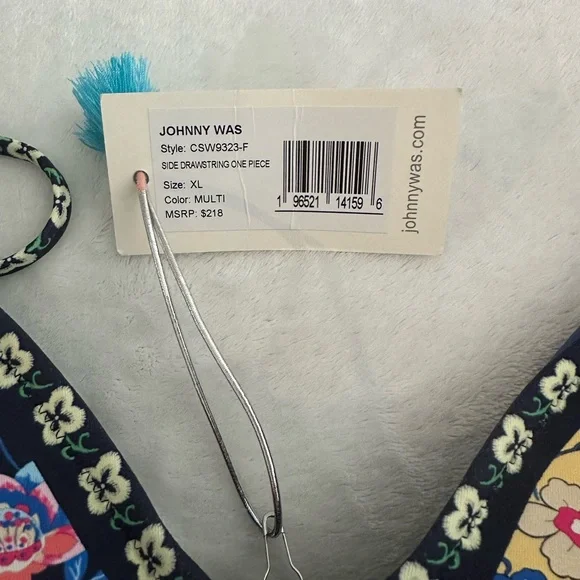 JOHNNY WAS
Style: CSW9323-F
SIDE DRAWSTRING ONE PIECE
Size: XL
Color: MULTI
MSRP: $218
1 96521 14159 6
johnnywas.com